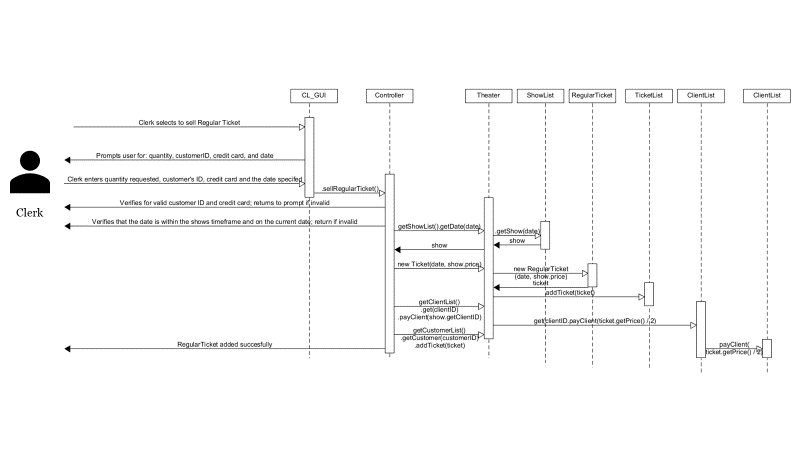 CL_GUI
Controller
Theater
ShowList
RegularTicket
TicketList
ClientList
ClientList
Clerk selects to sell Regular Ticket
Prompts user for: quantity, customerID, credit card, and date
Clerk enters quantity requested, customer's ID, credit card and the date specifed
.sellRegularTicket()
Clerk
Verifies for valid customer ID and credit card; returns to prompt if invalid
Verifies that the date is within the shows timeframe and on the current date; return if invalid
getShowList().getDate(date)
.getShow(date)
show
show
new Ticket(date, show.price)
new RegularTicket
(date, show.price)
ticket
addTicket(ticket)
getClientList()
.get(clientID)
.payClient(show.getClientID)
get(clientID.payClient(ticket.getPrice() / 2)
getCustomerList()
.getCustomer(customerID)
.addTicket(ticket)
RegularTicket added succesfully
payClient(
ticket.getPrice() / 2)